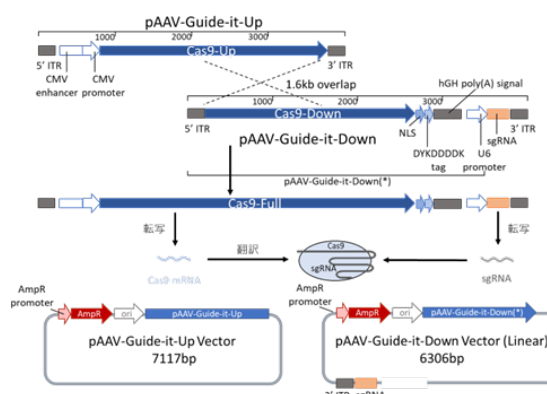 pAAV-Guide-it-Up
1000
2000
3000
Cas9-Up
5' ITR
CMV enhancer
CMV promoter
3' ITR
1.6kb overlap
hGH poly(A) signal
1000
2000
3000
Cas9-Down
5' ITR
3' ITR
NLS
sgRNA
pAAV-Guide-it-Down
DYKDDDDK tag
U6 promoter
pAAV-Guide-it-Down(*)
Cas9-Full
転写
翻訳
転写
Cas9
sgRNA
Cas9 mRNA
sgRNA
AmpR promoter
AmpR
ori
pAAV-Guide-it-Up
pAAV-Guide-it-Up Vector
7117bp
AmpR promoter
AmpR
ori
pAAV-Guide-it-Down(*)
pAAV-Guide-it-Down Vector (Linear)
6306bp